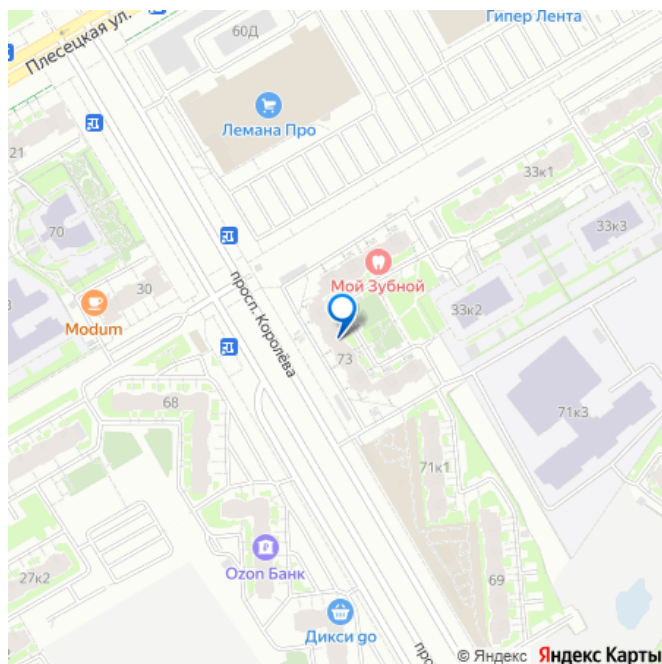 Гипер Лента
60Д
Плесецкая ул.
Лемана Про
21
33к1
70
33к3
Мой Зубной
30
Modum
33к2
просп. Королёва
73
68
71к3
71к1
Ozon Банк
27к2
69
Дикси go
про
© Яндекс Яндекс Карты